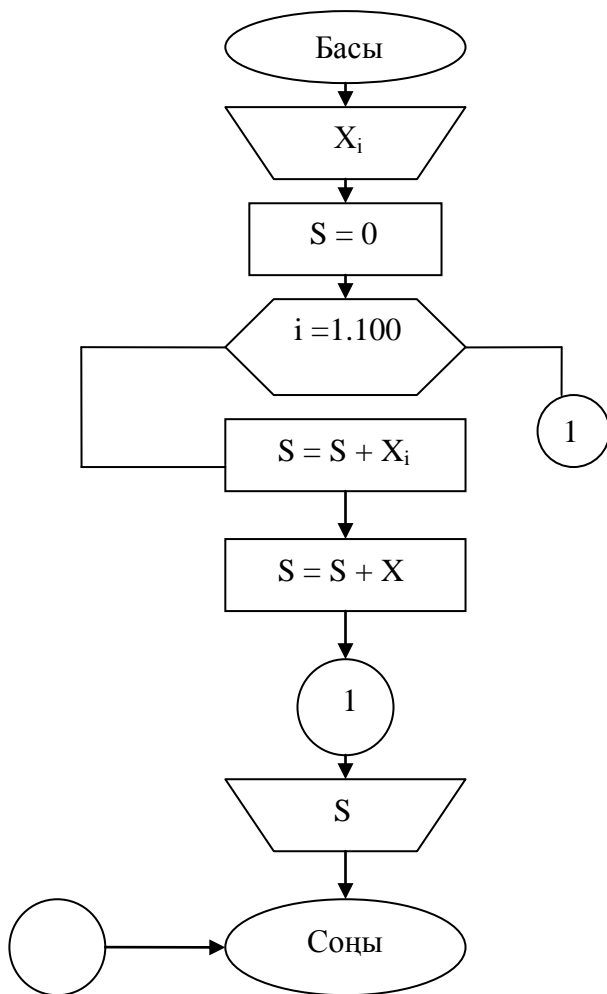 Басы
Xᵢ
S = 0
i =1.100
1
S = S + Xᵢ
S = S + X
1
S
Соңы